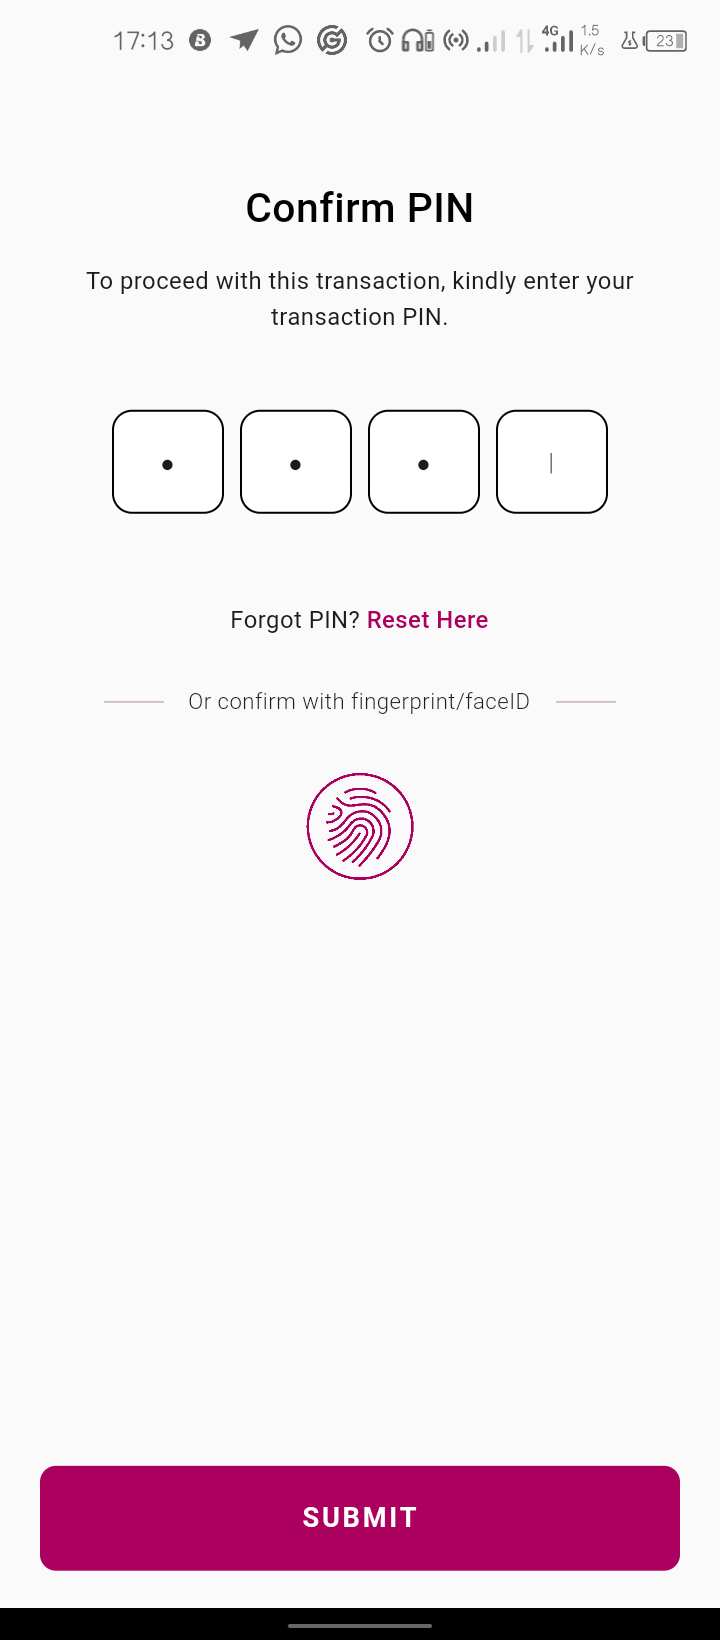 17:13 4G 1.5 K/s 23
Confirm PIN
To proceed with this transaction, kindly enter your
transaction PIN.
Forgot PIN? Reset Here
Or confirm with fingerprint/faceID
SUBMIT